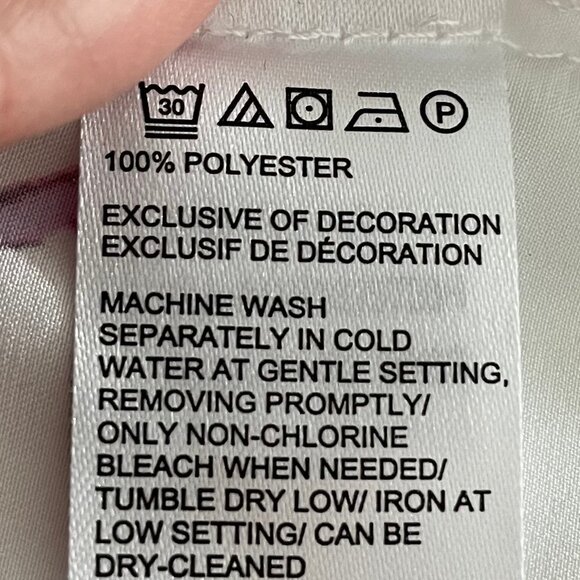 30 P
100% POLYESTER
EXCLUSIVE OF DECORATION
EXCLUSIF DE DÉCORATION
MACHINE WASH
SEPARATELY IN COLD
WATER AT GENTLE SETTING,
REMOVING PROMPTLY/
ONLY NON-CHLORINE
BLEACH WHEN NEEDED/
TUMBLE DRY LOW/ IRON AT
LOW SETTING/ CAN BE
DRY-CLEANED